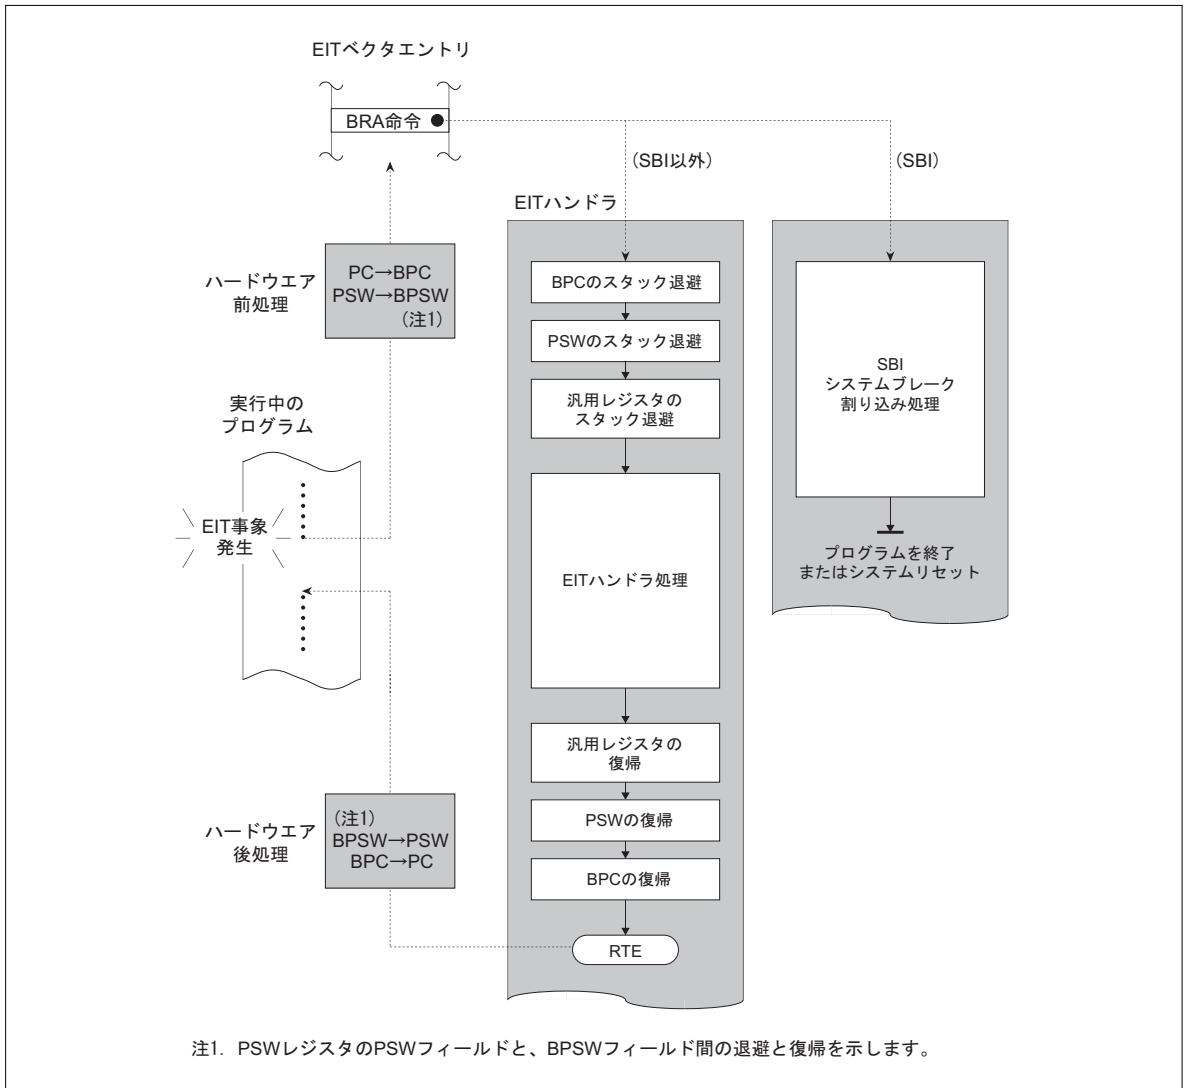 EITベクタエントリ
BRA命令
(SBI以外)
(SBI)
EITハンドラ
ハードウエア
前処理
PC→BPC
PSW→BPSW
(注1)
BPCのスタック退避
PSWのスタック退避
汎用レジスタの
スタック退避
SBI
システムブレーク
割り込み処理
実行中の
プログラム
EIT事象
発生
プログラムを終了
またはシステムリセット
EITハンドラ処理
汎用レジスタの
復帰
PSWの復帰
BPCの復帰
ハードウエア
後処理
(注1)
BPSW→PSW
BPC→PC
RTE
注1. PSWレジスタのPSWフィールドと、BPSWフィールド間の退避と復帰を示します。